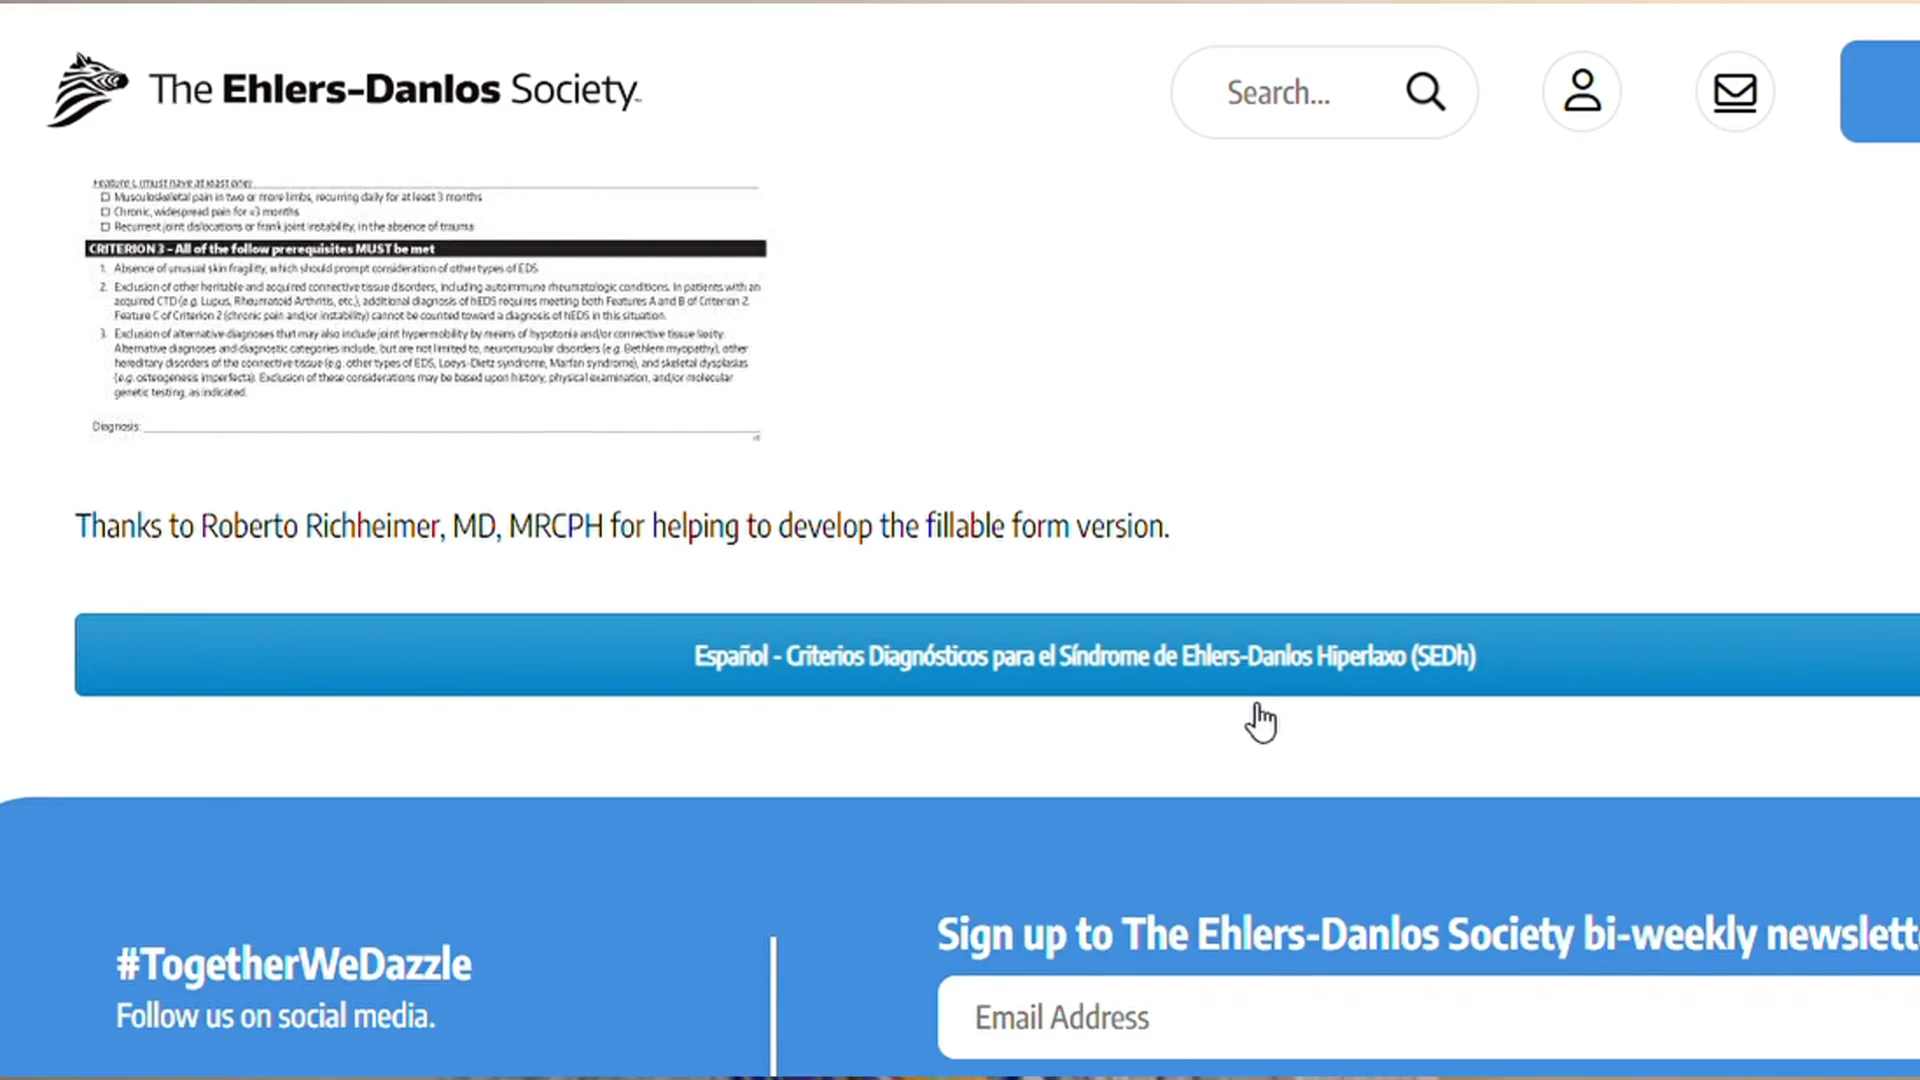 The Ehlers-Danlos Society™
Search...
Feature C (must have at least one)
Musculoskeletal pain in two or more limbs, recurring daily for at least 3 months
Chronic, widespread pain for ≥3 months
Recurrent joint dislocations or frank joint instability, in the absence of trauma
CRITERION 3 – All of the follow prerequisites MUST be met
1. Absence of unusual skin fragility, which should prompt consideration of other types of EDS
2. Exclusion of other heritable and acquired connective tissue disorders, including autoimmune rheumatologic conditions. In patients with an
acquired CTD (e.g. Lupus, Rheumatoid Arthritis, etc.), additional diagnosis of hEDS requires meeting both Features A and B of Criterion 2.
Feature C of Criterion 2 (chronic pain and/or instability) cannot be counted toward a diagnosis of hEDS in this situation.
3. Exclusion of alternative diagnoses that may also include joint hypermobility by means of hypotonia and/or connective tissue laxity.
Alternative diagnoses and diagnostic categories include, but are not limited to, neuromuscular disorders (e.g. Bethlem myopathy), other
hereditary disorders of the connective tissue (e.g. other types of EDS, Loeys-Dietz syndrome, Marfan syndrome), and skeletal dysplasias
(e.g. osteogenesis imperfecta). Exclusion of these considerations may be based upon history, physical examination, and/or molecular
genetic testing, as indicated.
Diagnosis:
Thanks to Roberto Richheimer, MD, MRCPH for helping to develop the fillable form version.
Español - Criterios Diagnósticos para el Síndrome de Ehlers-Danlos Hiperlaxo (SEDh)
#TogetherWeDazzle
Follow us on social media.
Sign up to The Ehlers-Danlos Society bi-weekly newslett
Email Address